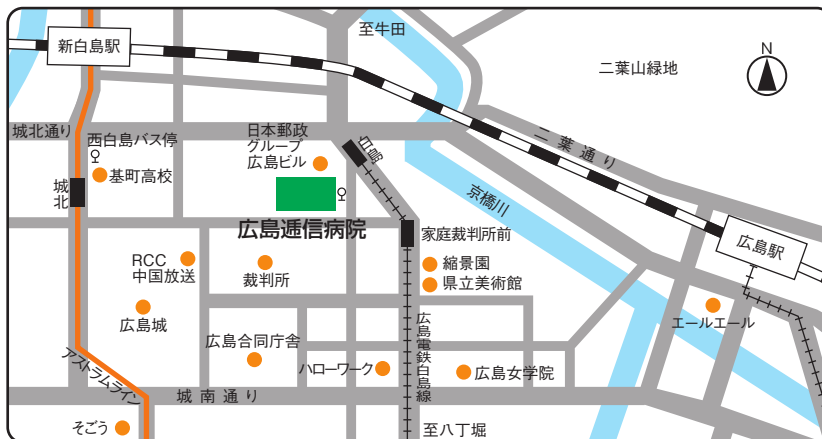 新白島駅
至牛田
二葉山緑地
N
城北通り
西白島バス停
基町高校
日本郵政
グループ
広島ビル
白島
二葉通り
城北
広島逓信病院
京橋川
家庭裁判所前
広島駅
RCC
中国放送
裁判所
縮景園
県立美術館
広島城
エールエール
広島合同庁舎
ハローワーク
広島電鉄白島線
広島女学院
アストラムライン
城南通り
そごう
至八丁堀